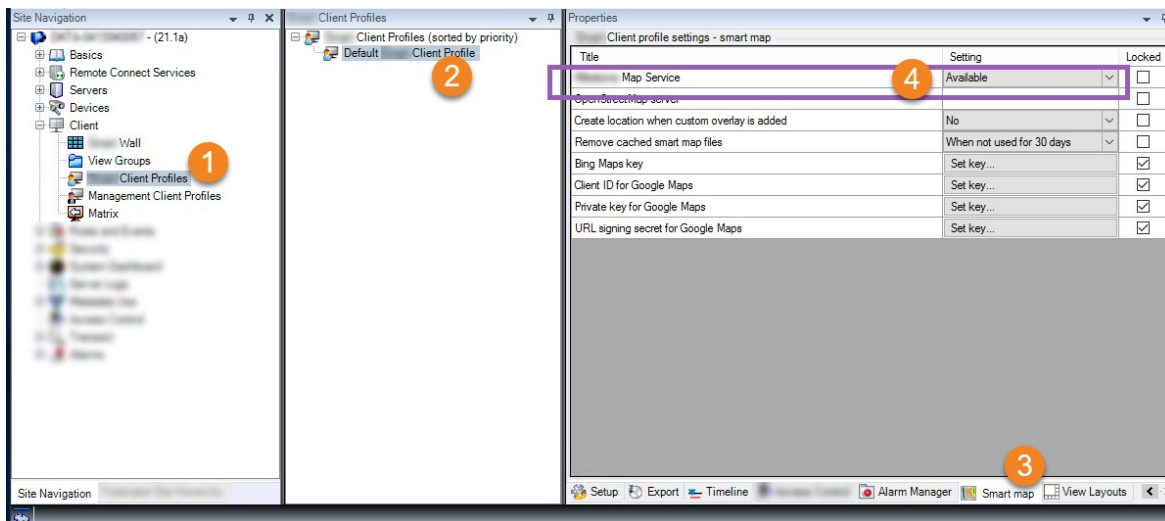 Site Navigation
- (21.1a)
Basics
Remote Connect Services
Servers
Devices
Client
Wall
View Groups
Client Profiles
Management Client Profiles
Matrix
1
Site Navigation
Client Profiles
Client Profiles (sorted by priority)
Default Client Profile
2
Properties
Client profile settings - smart map
Title Setting Locked
Map Service Available
4
OpenStreetMap server
Create location when custom overlay is added No
Remove cached smart map files When not used for 30 days
Bing Maps key Set key...
Client ID for Google Maps Set key...
Private key for Google Maps Set key...
URL signing secret for Google Maps Set key...
3
Setup Export Timeline Alarm Manager Smart map View Layouts